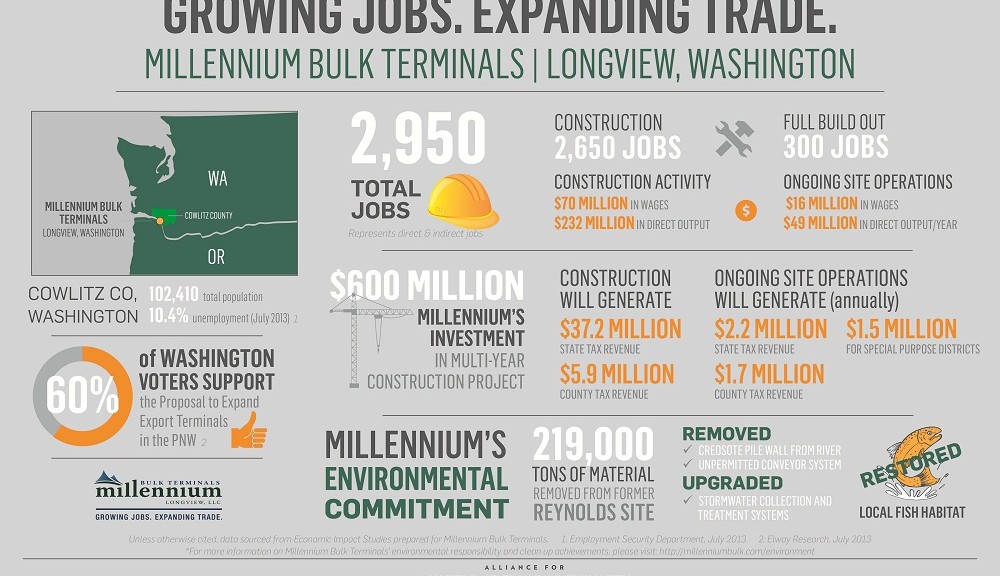 GROWING JOBS. EXPANDING TRADE.
MILLENNIUM BULK TERMINALS | LONGVIEW, WASHINGTON
WA
MILLENNIUM BULK
TERMINALS
LONGVIEW, WASHINGTON
COWLITZ COUNTY
OR
COWLITZ CO, 102,410 total population
WASHINGTON 10.4% unemployment (July 2013) 2
60%
of WASHINGTON
VOTERS SUPPORT
the Proposal to Expand
Export Terminals
in the PNW 2
BULK TERMINALS
millennium
LONGVIEW, LLC
GROWING JOBS. EXPANDING TRADE.
2,950
TOTAL
JOBS
Represents direct & indirect jobs
CONSTRUCTION
2,650 JOBS
CONSTRUCTION ACTIVITY
$70 MILLION IN WAGES
$232 MILLION IN DIRECT OUTPUT
$
FULL BUILD OUT
300 JOBS
ONGOING SITE OPERATIONS
$16 MILLION IN WAGES
$49 MILLION IN DIRECT OUTPUT/YEAR
$600 MILLION
MILLENNIUM'S
INVESTMENT
IN MULTI-YEAR
CONSTRUCTION PROJECT
CONSTRUCTION
WILL GENERATE
$37.2 MILLION
STATE TAX REVENUE
$5.9 MILLION
COUNTY TAX REVENUE
ONGOING SITE OPERATIONS
WILL GENERATE (annually)
$2.2 MILLION
STATE TAX REVENUE
$1.5 MILLION
FOR SPECIAL PURPOSE DISTRICTS
$1.7 MILLION
COUNTY TAX REVENUE
MILLENNIUM'S
ENVIRONMENTAL
COMMITMENT
219,000
TONS OF MATERIAL
REMOVED FROM FORMER
REYNOLDS SITE
REMOVED
✓ CREOSOTE PILE WALL FROM RIVER
✓ UNPERMITTED CONVEYOR SYSTEM
UPGRADED
✓ STORMWATER COLLECTION AND
TREATMENT SYSTEMS
RESTORED
LOCAL FISH HABITAT
Unless otherwise cited, data sourced from Economic Impact Studies prepared for Millennium Bulk Terminals. 1. Employment Security Department, July 2013 2. Elway Research, July 2013
*For more information on Millennium Bulk Terminals' environmental responsiblity and clean up achievements, please visit: http://millenniumbulk.com/environment
ALLIANCE FOR